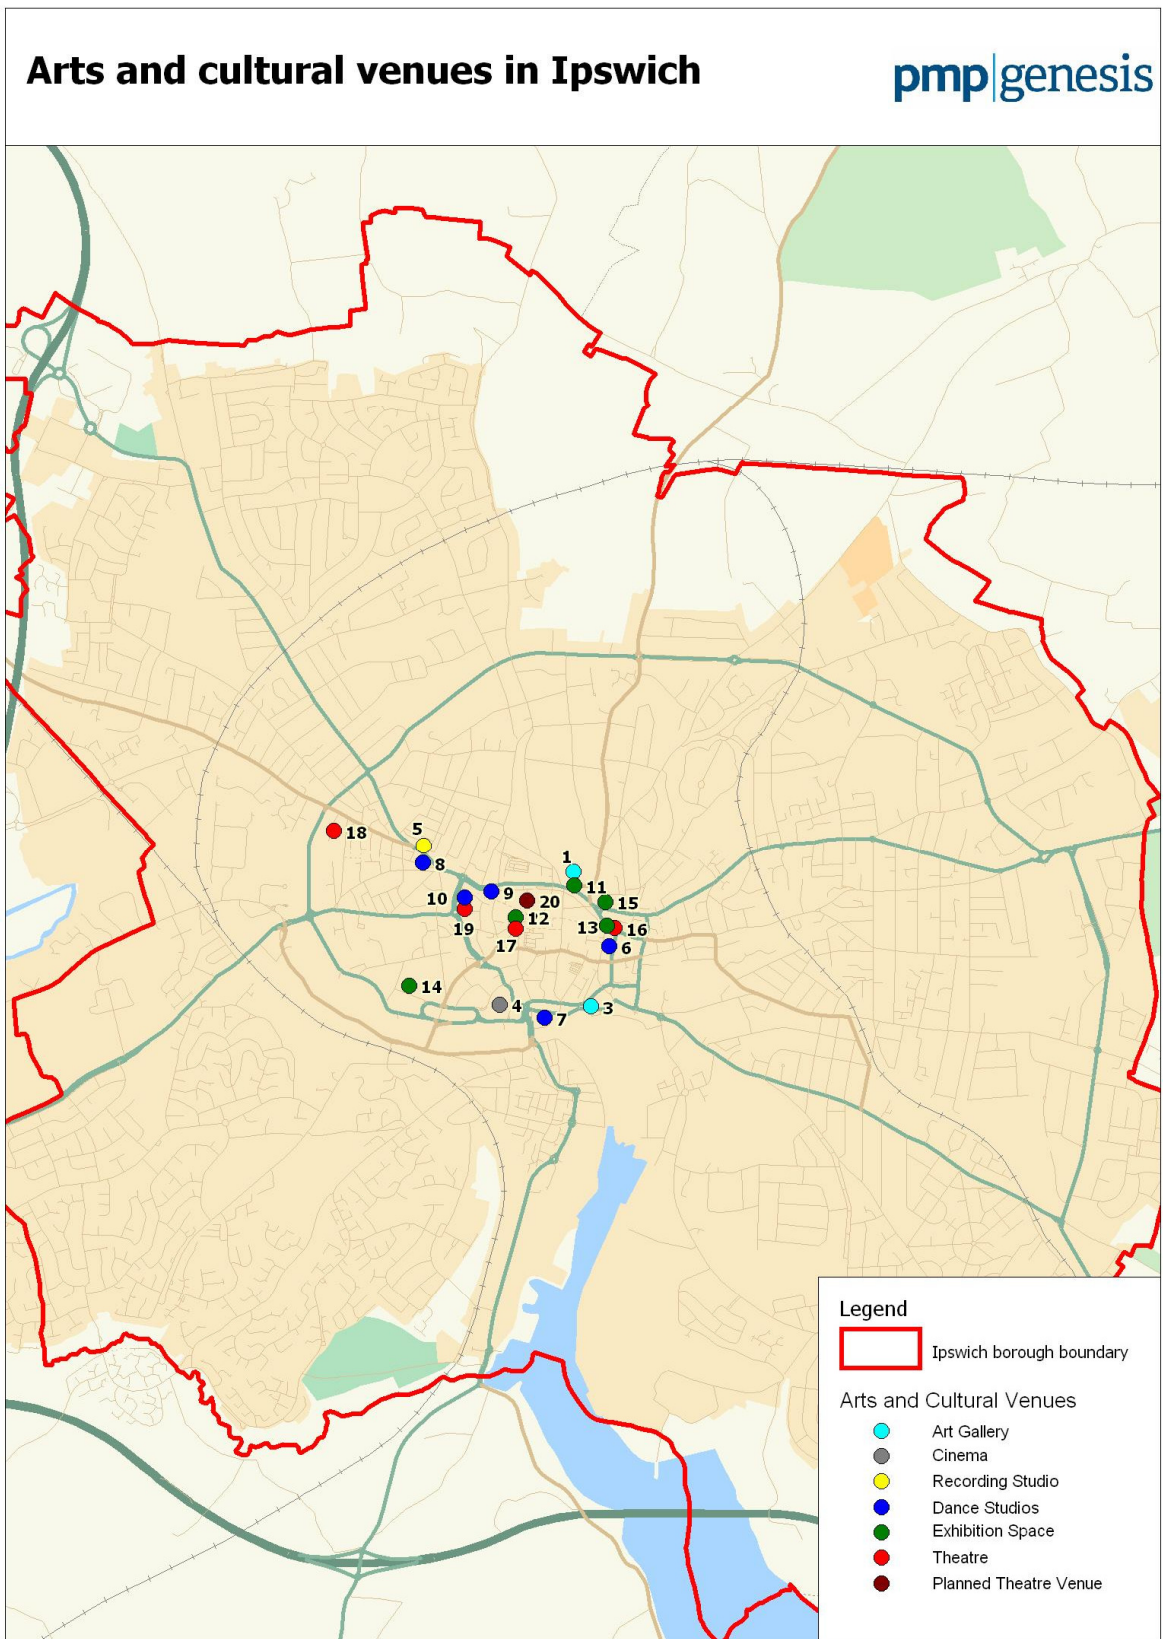 Arts and cultural venues in Ipswich
pmp|genesis
18
5
8
1
11
10
9
20
15
12
13
16
19
17
6
14
4
7
3
Legend
Ipswich borough boundary
Arts and Cultural Venues
Art Gallery
Cinema
Recording Studio
Dance Studios
Exhibition Space
Theatre
Planned Theatre Venue